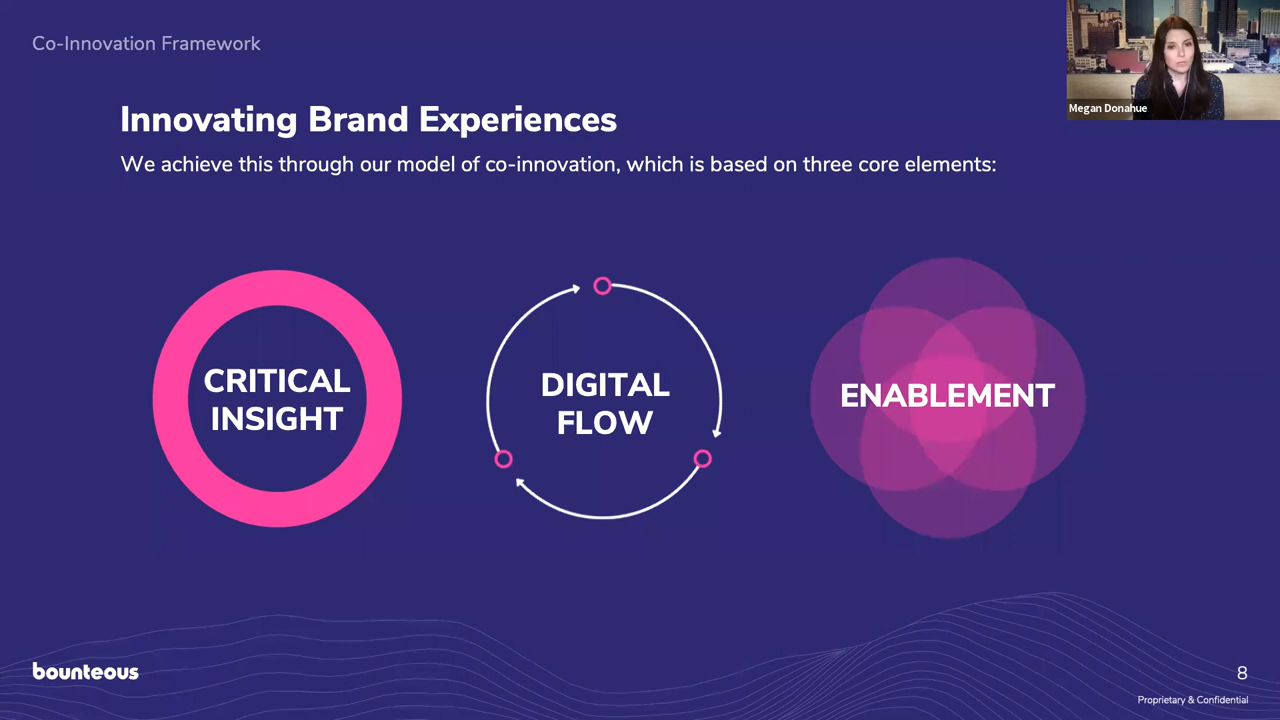 Co-Innovation Framework
Megan Donahue
Innovating Brand Experiences
We achieve this through our model of co-innovation, which is based on three core elements:
CRITICAL
INSIGHT
DIGITAL
FLOW
ENABLEMENT
bounteous
8
Proprietary & Confidential